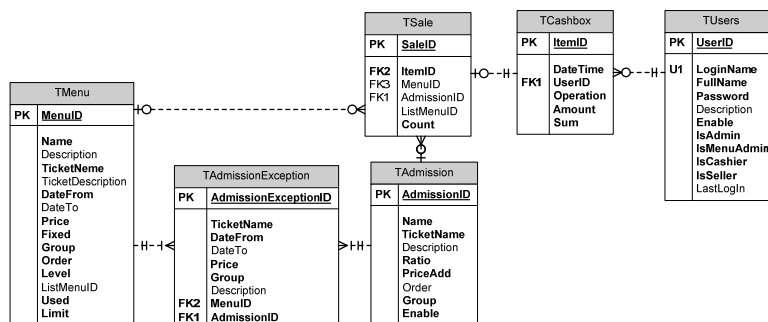 TSale
PK SaleID
FK2 ItemID
FK3 MenuID
FK1 AdmissionID
ListMenuID
Count
TCashbox
PK ItemID
DateTime
FK1 UserID
Operation
Amount
Sum
TUsers
PK UserID
U1 LoginName
FullName
Password
Description
Enable
IsAdmin
IsMenuAdmin
IsCashier
IsSeller
LastLogIn
TMenu
PK MenuID
Name
Description
TicketNeme
TicketDescription
DateFrom
DateTo
Price
Fixed
Group
Order
Level
ListMenuID
Used
Limit
TAdmissionException
PK AdmissionExceptionID
TicketName
DateFrom
DateTo
Price
Group
Description
FK2 MenuID
FK1 AdmissionID
TAdmission
PK AdmissionID
Name
TicketName
Description
Ratio
PriceAdd
Order
Group
Enable